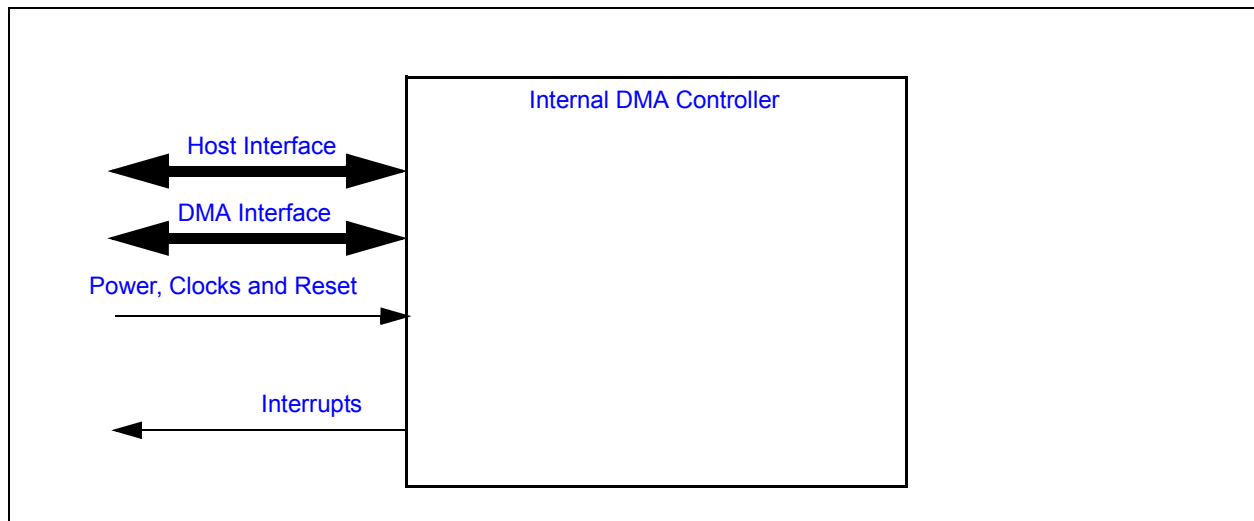 Internal DMA Controller
Host Interface
DMA Interface
Power, Clocks and Reset
Interrupts